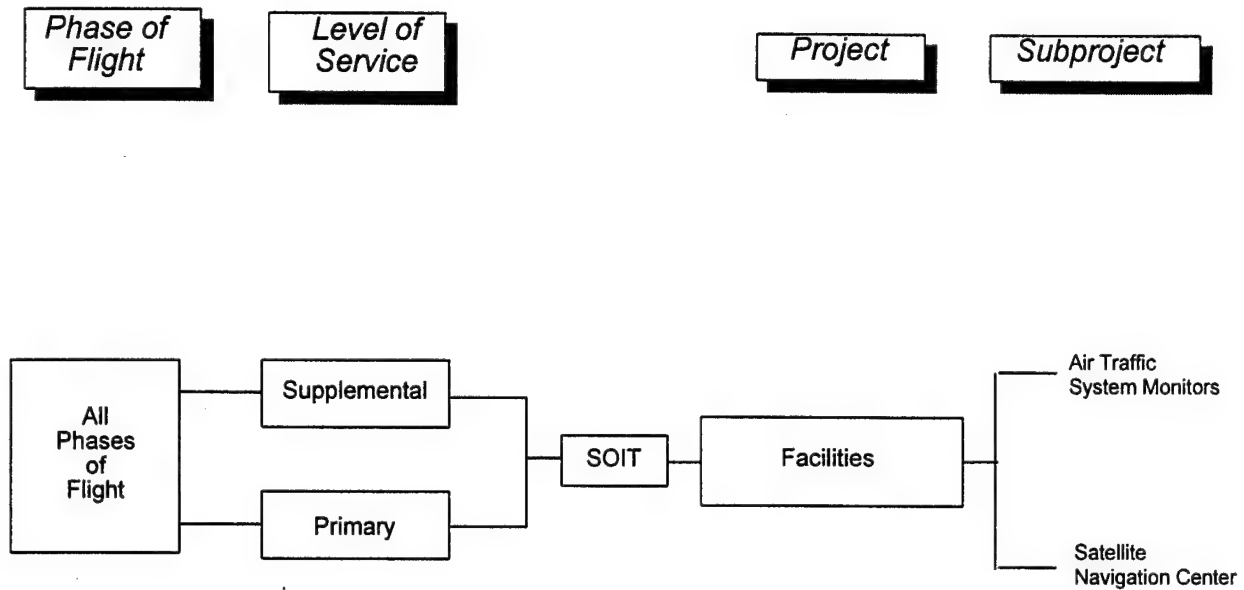 Phase of
Flight
Level of
Service
Project
Subproject
All
Phases
of
Flight
Supplemental
Primary
SOIT
Facilities
Air Traffic
System Monitors
Satellite
Navigation Center